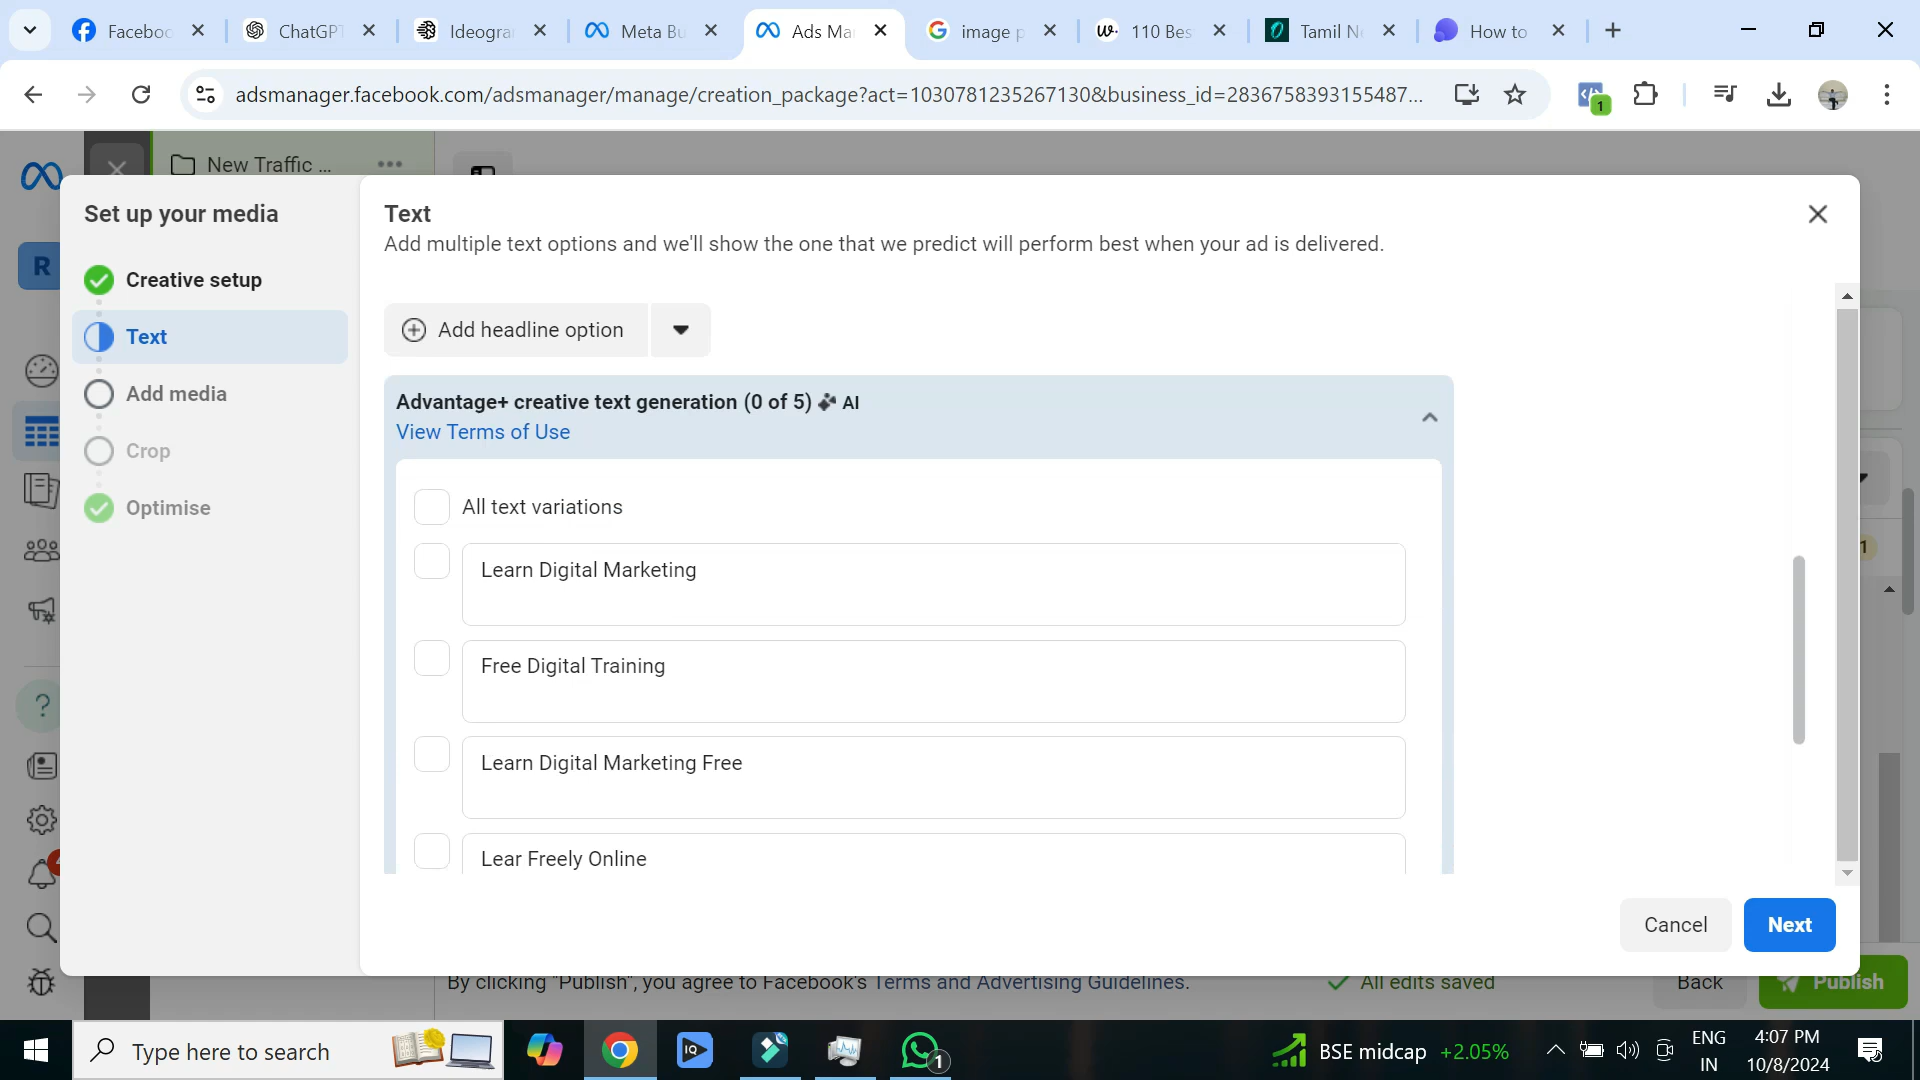 Faceboo
ChatGPT
Ideogra
Meta Bu
Ads Ma
image p
110 Bes
Tamil N
How to
adsmanager.facebook.com/adsmanager/manage/creation_package?act=1030781235267130&business_id=2836758393155487...
1
New Traffic ...
R
Set up your media
Creative setup
Text
Add media
Crop
Optimise
Text
Add multiple text options and we'll show the one that we predict will perform best when your ad is delivered.
Add headline option
Advantage+ creative text generation (0 of 5) AI
View Terms of Use
All text variations
Learn Digital Marketing
Free Digital Training
Learn Digital Marketing Free
Lear Freely Online
1
Cancel
Next
By clicking "Publish", you agree to Facebook's Terms and Advertising Guidelines.
All edits saved
Back
Publish
Type here to search
IQ
1
BSE midcap +2.05%
ENG
IN
4:07 PM
10/8/2024